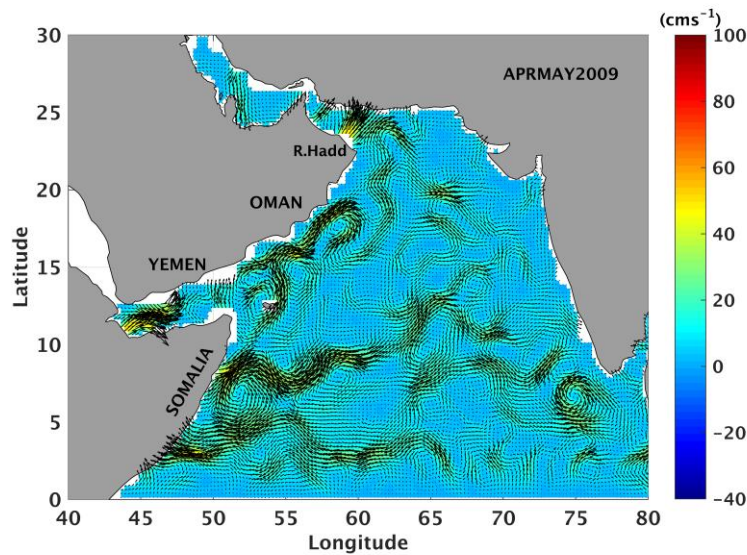 (cms⁻¹)
APRMAY2009
R.Hadd
OMAN
YEMEN
SOMALIA
Latitude
30
25
20
15
10
5
0
40 45 50 55 60 65 70 75 80
Longitude
100
80
60
40
20
0
−20
−40